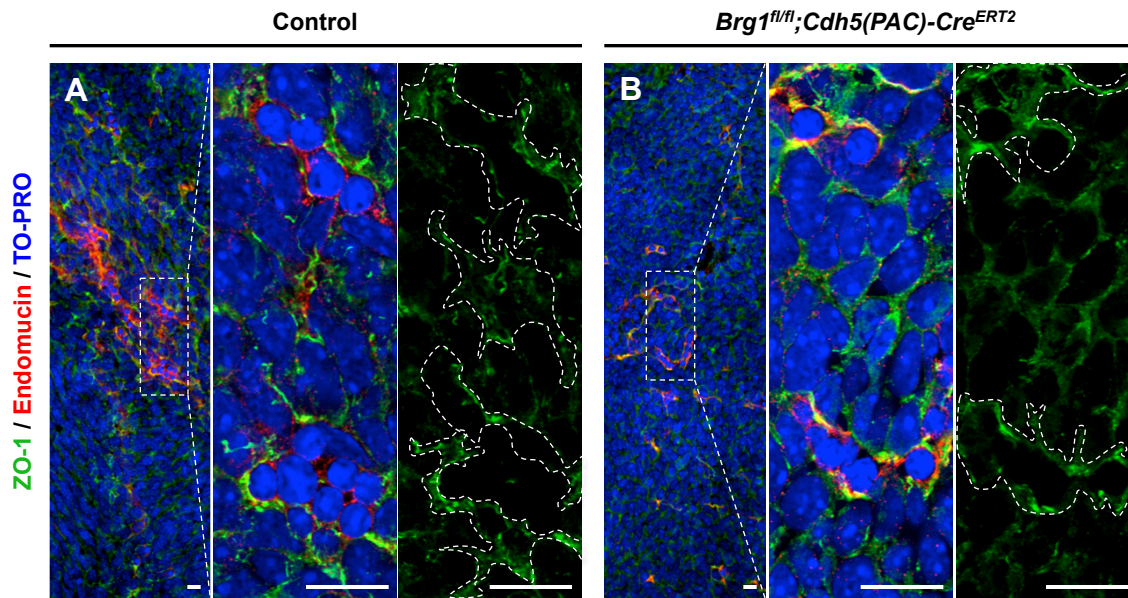 Control
Brg1fl/fl;Cdh5(PAC)-CreERT2
A
B
ZO-1 / Endomucin / TO-PRO